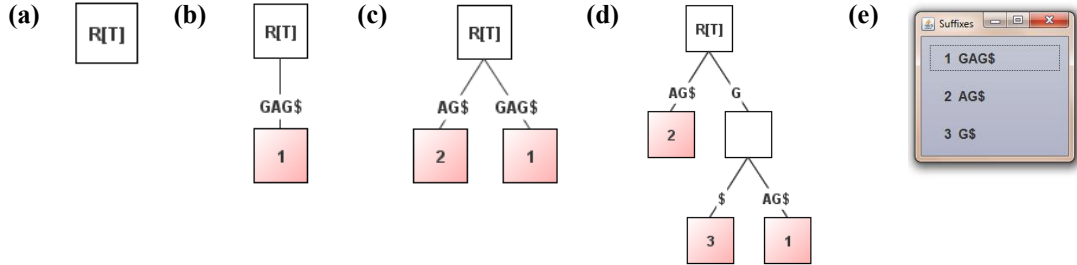 (a)
R[T]
(b)
R[T]
GAG$
1
(c)
R[T]
AG$ GAG$
2 1
(d)
R[T]
AG$ G
2
$ AG$
3 1
(e)
Suffixes
1 GAG$
2 AG$
3 G$